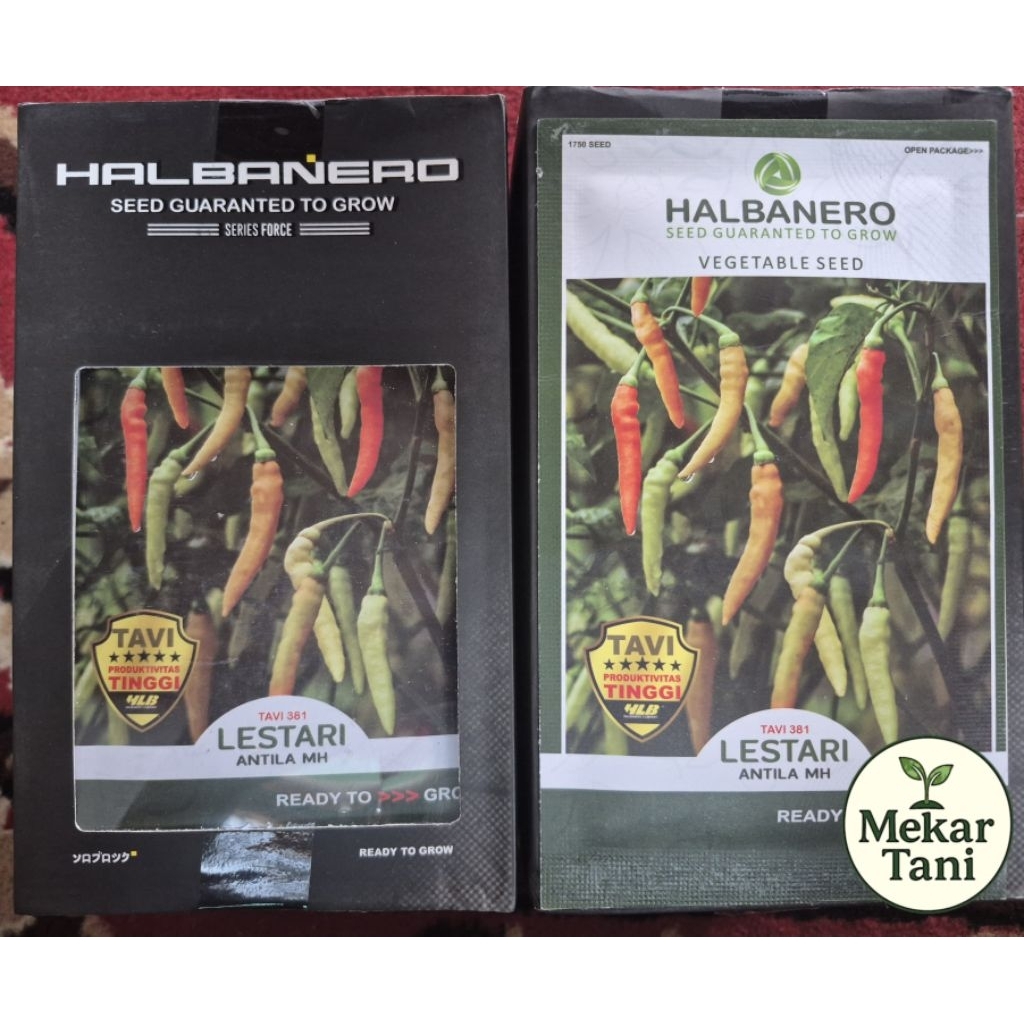 HALBANERO
SEED GUARANTED TO GROW
SERIES FORCE
TAVI
PRODUKTIVITAS
TINGGI
HLB
TAVI 381
LESTARI
ANTILA MH
READY TO >>> GRO
ソロブロック
READY TO GROW
1750 SEED
OPEN PACKAGE>>>
HALBANERO
SEED GUARANTED TO GROW
VEGETABLE SEED
TAVI
PRODUKTIVITAS
TINGGI
HLB
TAVI 381
LESTARI
ANTILA MH
READY
Mekar
Tani